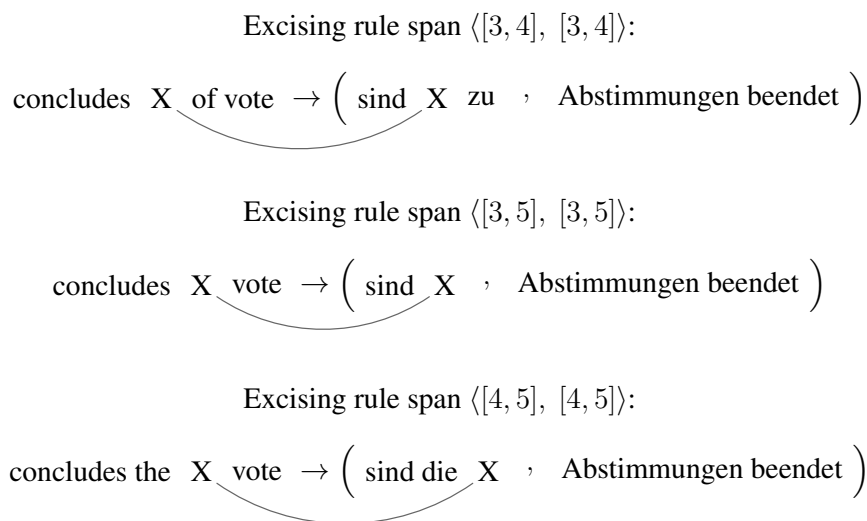 Excising rule span ⟨[3, 4], [3, 4]⟩:
concludes X of vote → ( sind X zu , Abstimmungen beendet )
Excising rule span ⟨[3, 5], [3, 5]⟩:
concludes X vote → ( sind X , Abstimmungen beendet )
Excising rule span ⟨[4, 5], [4, 5]⟩:
concludes the X vote → ( sind die X , Abstimmungen beendet )